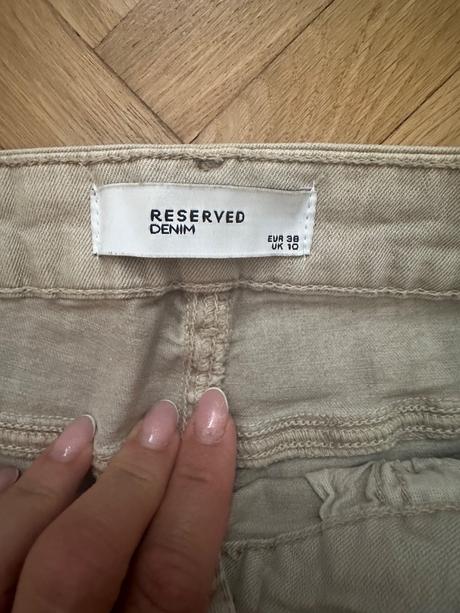 RESERVED
DENIM
EUR 38
UK 10